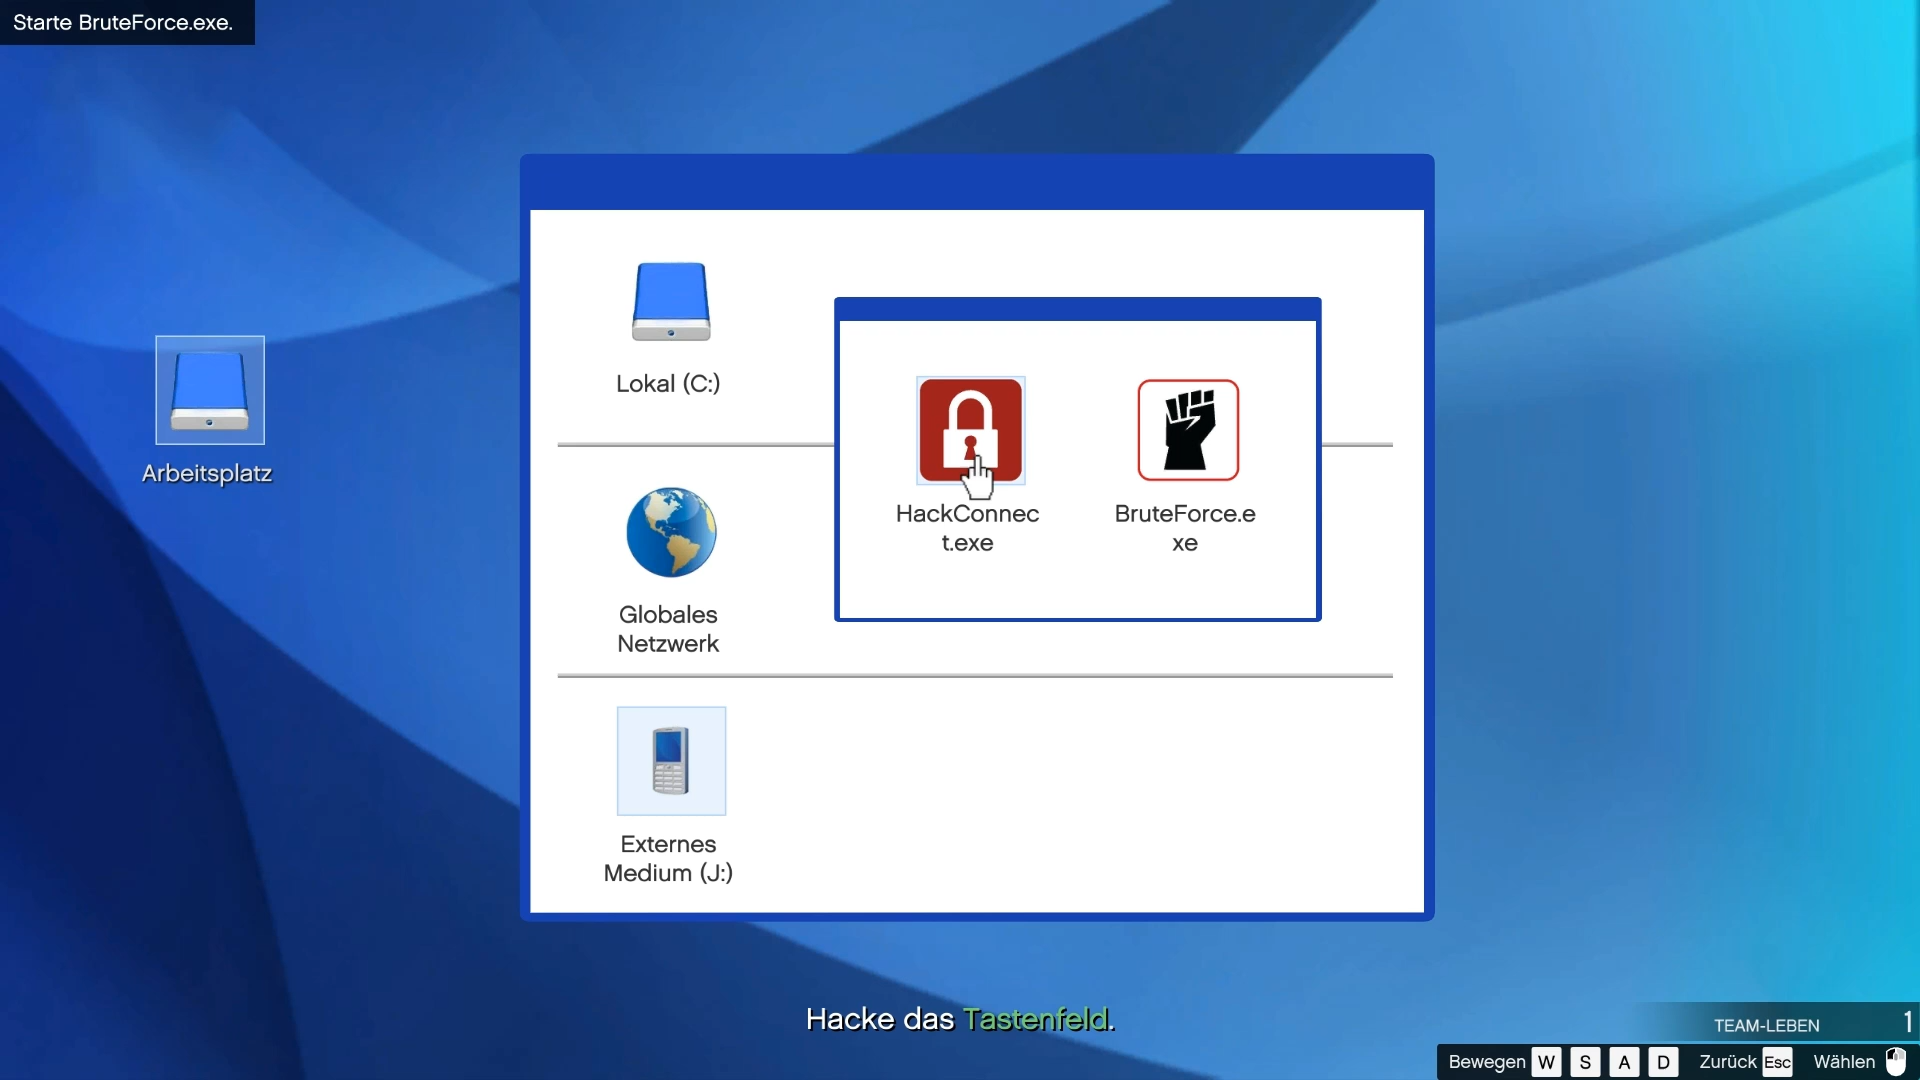 Starte BruteForce.exe.
Lokal (C:)
HackConnec
t.exe
BruteForce.e
xe
Arbeitsplatz
Globales
Netzwerk
Externes
Medium (J:)
Hacke das Tastenfeld.
TEAM-LEBEN 1
Bewegen W S A D Zurück Esc Wählen